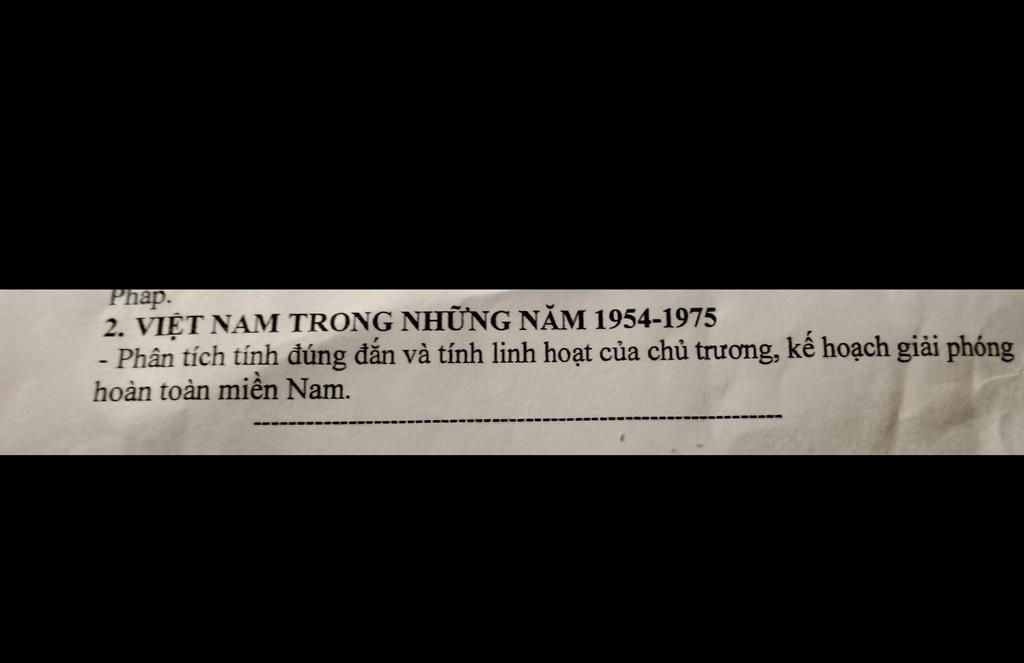 Pháp.
2. VIỆT NAM TRONG NHỮNG NĂM 1954-1975
- Phân tích tính đúng đắn và tính linh hoạt của chủ trương, kế hoạch giải phóng
hoàn toàn miền Nam.